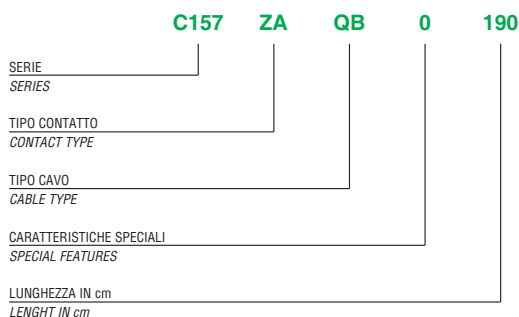 C157 ZA QB 0 190
SERIE
SERIES
TIPO CONTATTO
CONTACT TYPE
TIPO CAVO
CABLE TYPE
CARATTERISTICHE SPECIALI
SPECIAL FEATURES
LUNGHEZZA IN cm
LENGHT IN cm